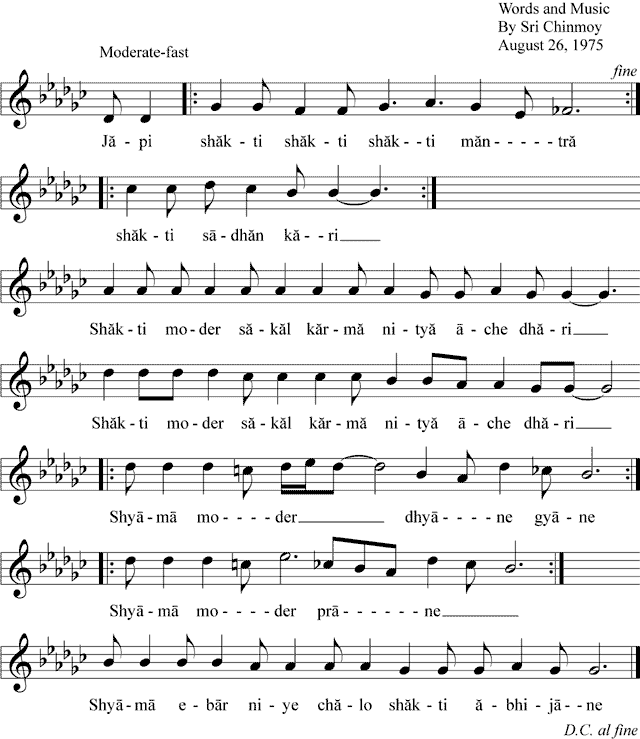 Words and Music
By Sri Chinmoy
August 26, 1975
Moderate-fast
fine
Jā - pi shăk - ti shăk - ti shăk - ti măn - - - - - tră
shăk - ti sā - dhăn kă - - ri
Shăk - ti mo - der să - kăl kăr - mă ni - tyă ā - che dhă - ri
Shăk - ti mo - der să - kăl kăr - mă ni - tyă ā - che dhă - ri
Shyā - mā mo - - - - der dhyā - - - - ne gyā - ne
Shyā - mā mo - - - - - der prā - - - - - - ne
Shyā - mā e - bār ni - ye chă - lo shăk - ti ă - bhi - jā - ne
D.C. al fine